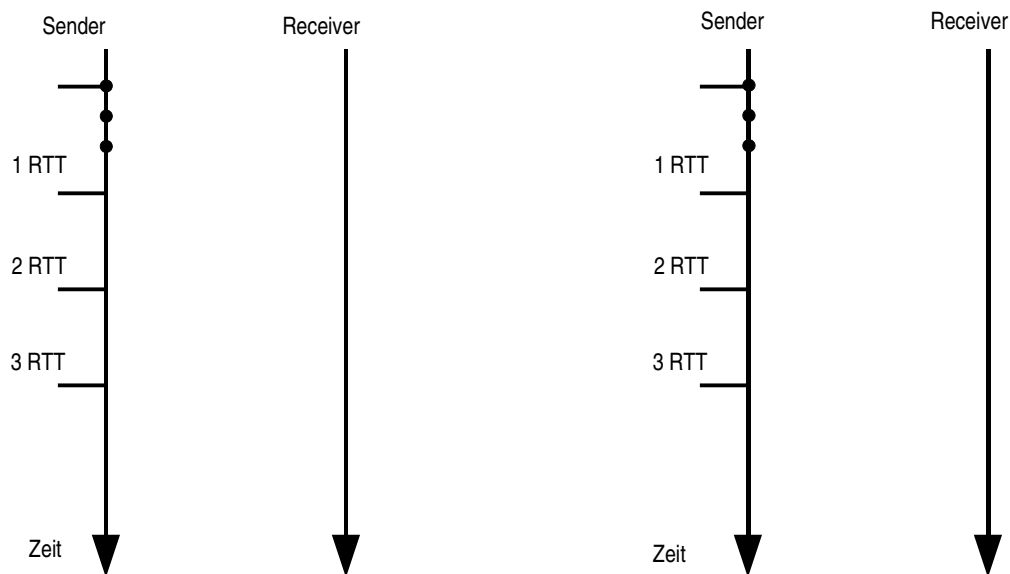 Sender Receiver
1 RTT
2 RTT
3 RTT
Zeit
Sender Receiver
1 RTT
2 RTT
3 RTT
Zeit